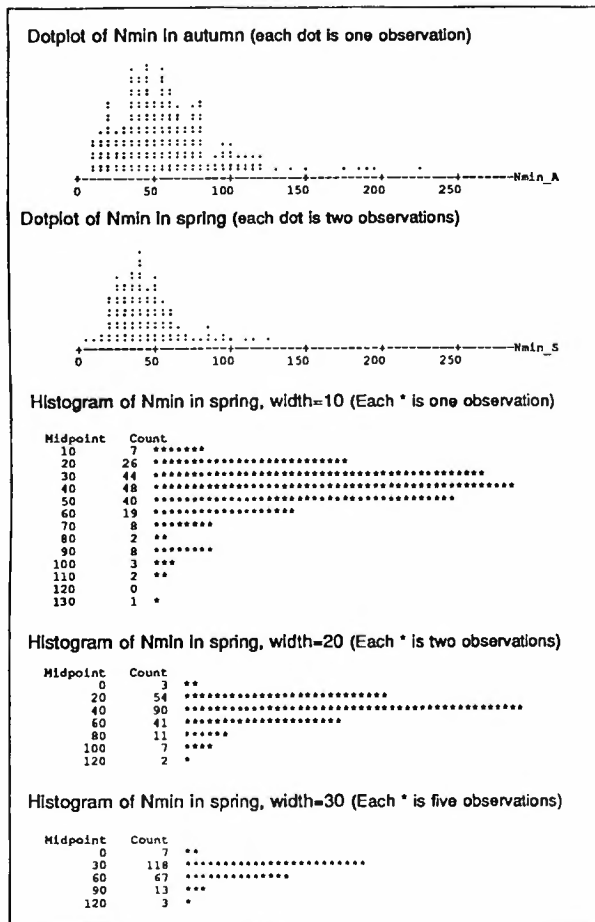 Dotplot of Nmin in autumn (each dot is one observation)
Nmin_A
0 50 100 150 200 250
Dotplot of Nmin in spring (each dot is two observations)
Nmin_S
0 50 100 150 200 250
Histogram of Nmin in spring, width=10 (Each * is one observation)
Midpoint Count
10 7 *******
20 26 **************************
30 44 ********************************************
40 48 ************************************************
50 40 ****************************************
60 19 *******************
70 8 ********
80 2 **
90 8 ********
100 3 ***
110 2 **
120 0
130 1 *
Histogram of Nmin in spring, width=20 (Each * is two observations)
Midpoint Count
0 3 **
20 54 ***************************
40 90 *********************************************
60 41 *********************
80 11 ******
100 7 ****
120 2 *
Histogram of Nmin in spring, width=30 (Each * is five observations)
Midpoint Count
0 7 **
30 118 ************************
60 67 **************
90 13 ***
120 3 *